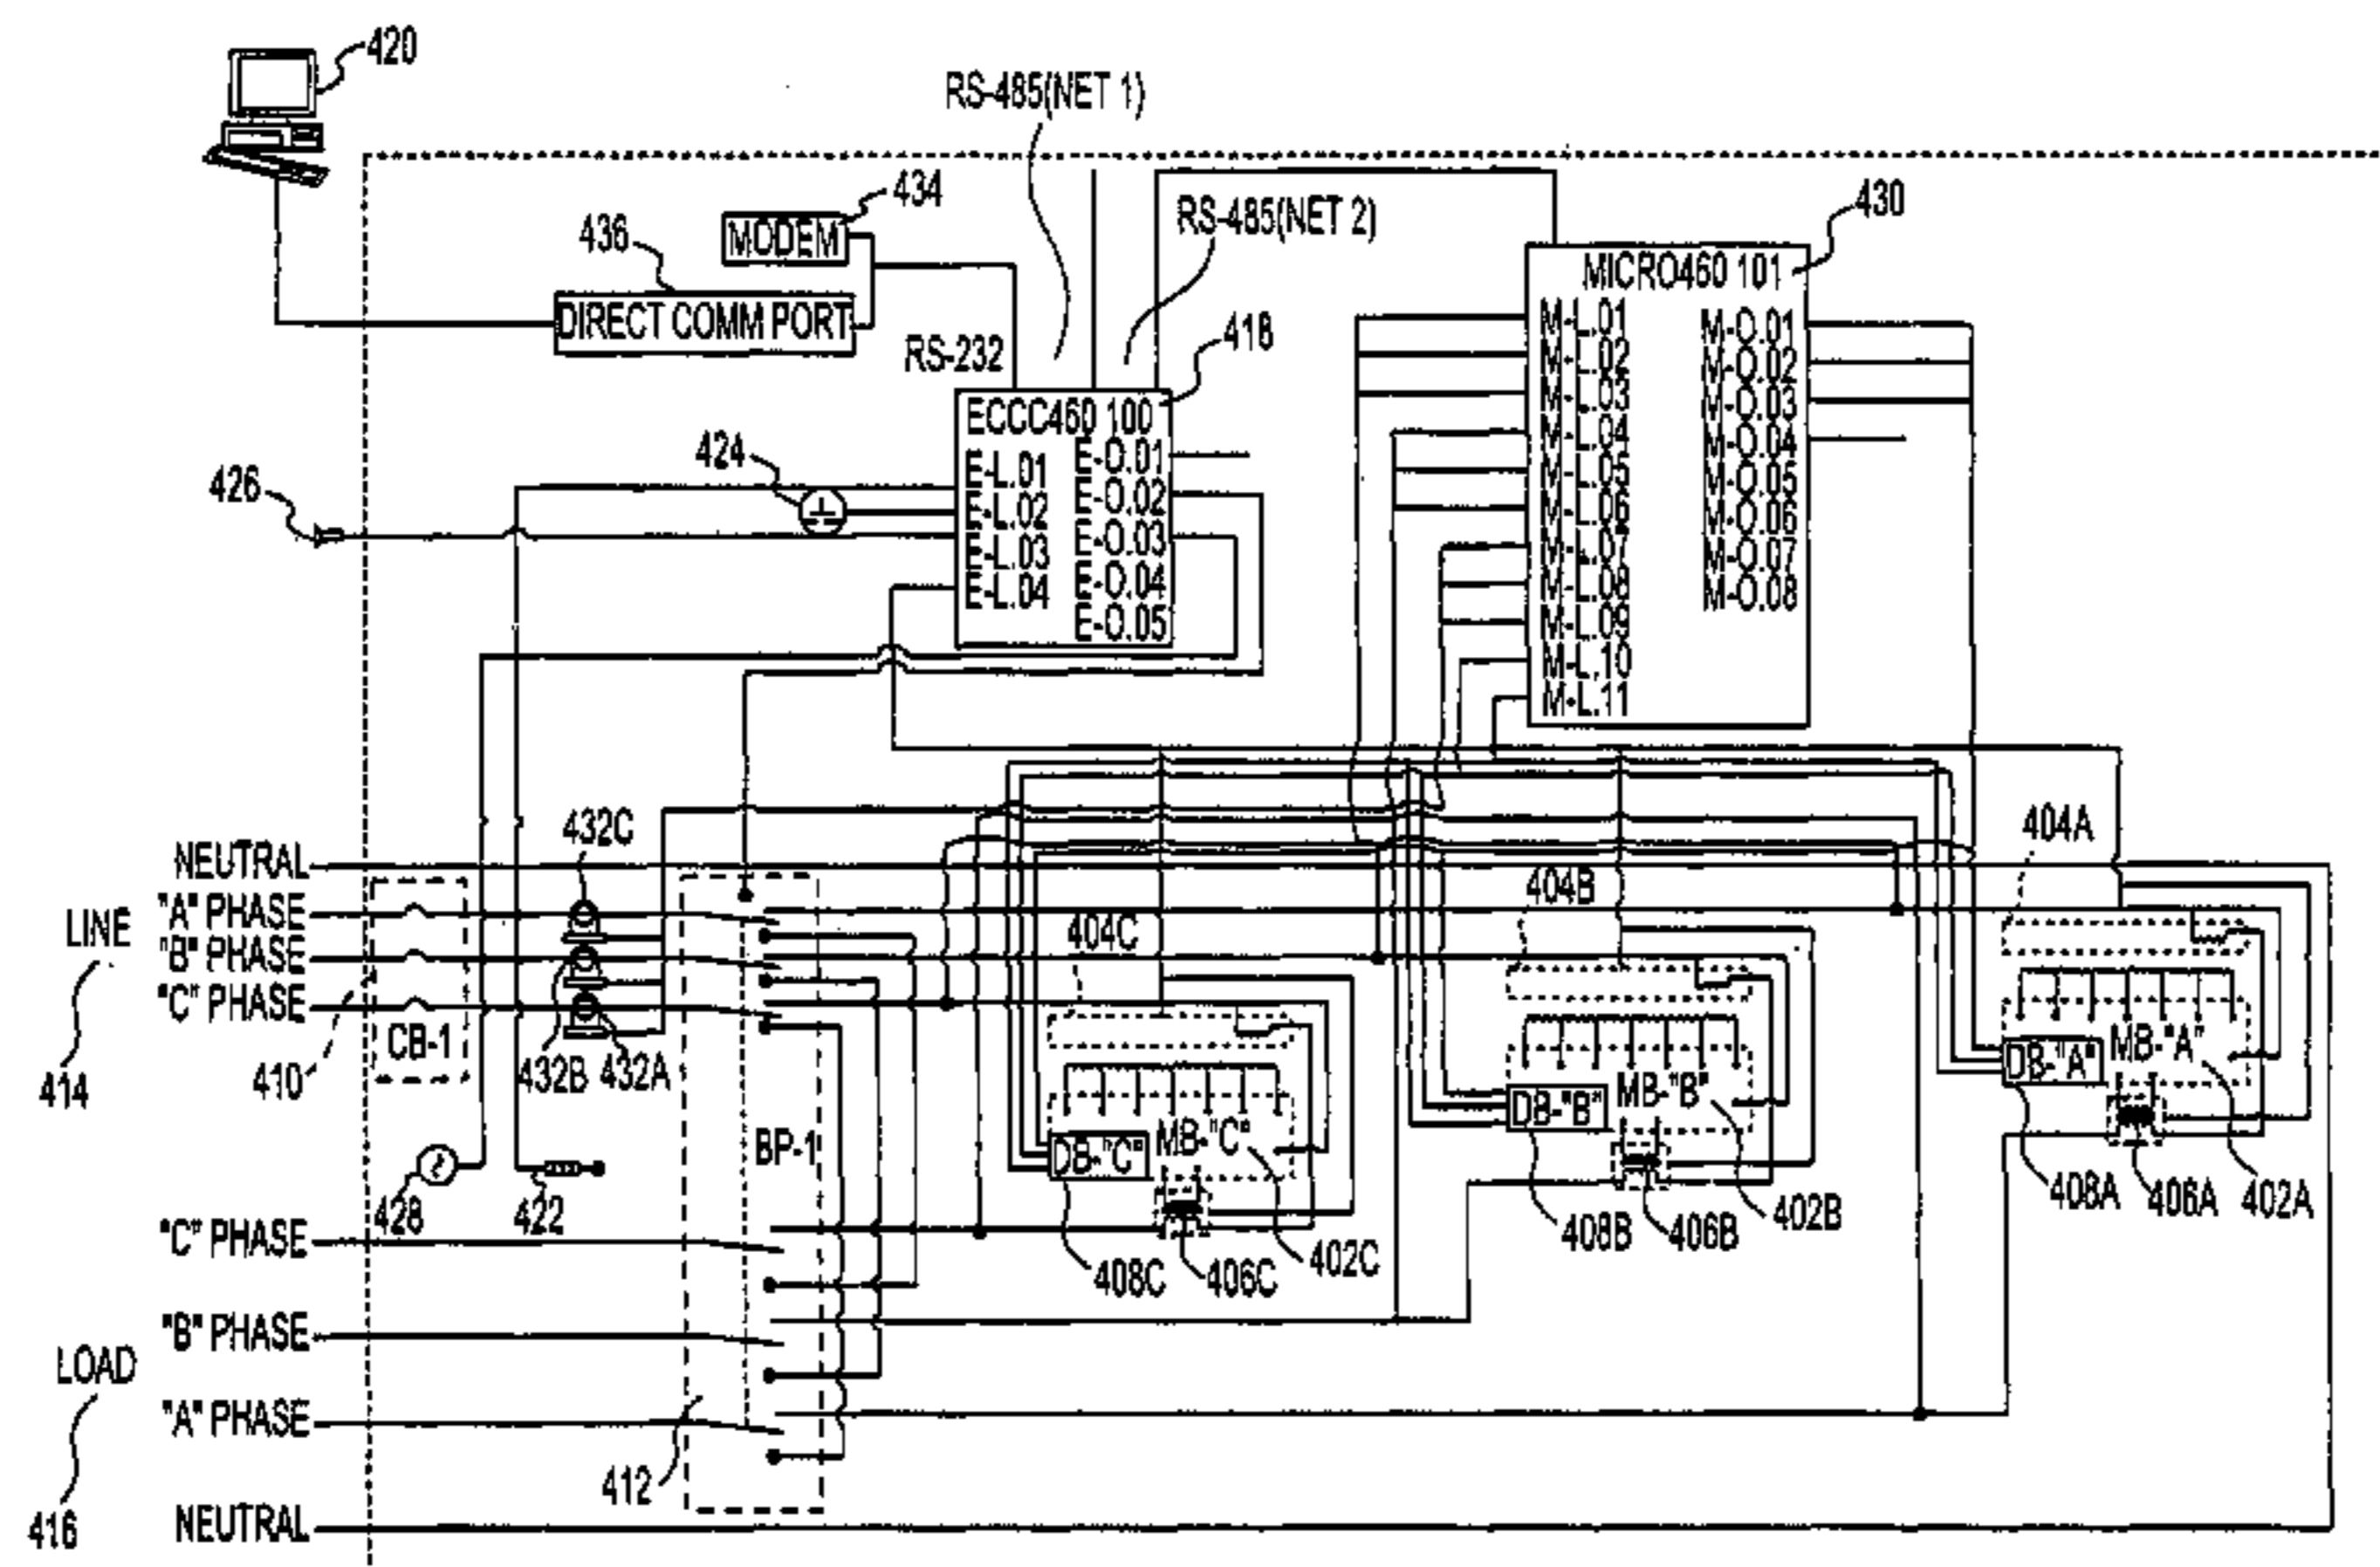 420
RS-485(NET 1)
434
MODEM
RS-485(NET 2)
430
436
DIRECT COMM PORT
MICRO460 101
RS-232
418
M-L.01 M-O.01
M-L.02 M-O.02
M-L.03 M-O.03
M-L.04 M-O.04
M-L.05 M-O.05
M-L.06 M-O.06
M-L.07 M-O.07
M-L.08 M-O.08
M-L.09
M-L.10
M-L.11
ECCC460 100
E-L.01 E-O.01
E-L.02 E-O.02
E-L.03 E-O.03
E-L.04 E-O.04
E-O.05
424
426
432C
404A
NEUTRAL
"A" PHASE
404B
LINE
"B" PHASE
404C
"C" PHASE
CB-1
432B 432A
414
410
DB-"A" MB-"A"
DB-"B" MB-"B"
BP-1
DB-"C" MB-"C"
428
422
408A 406A 402A
408B 406B 402B
408C 406C 402C
"C" PHASE
"B" PHASE
LOAD
"A" PHASE
412
416
NEUTRAL